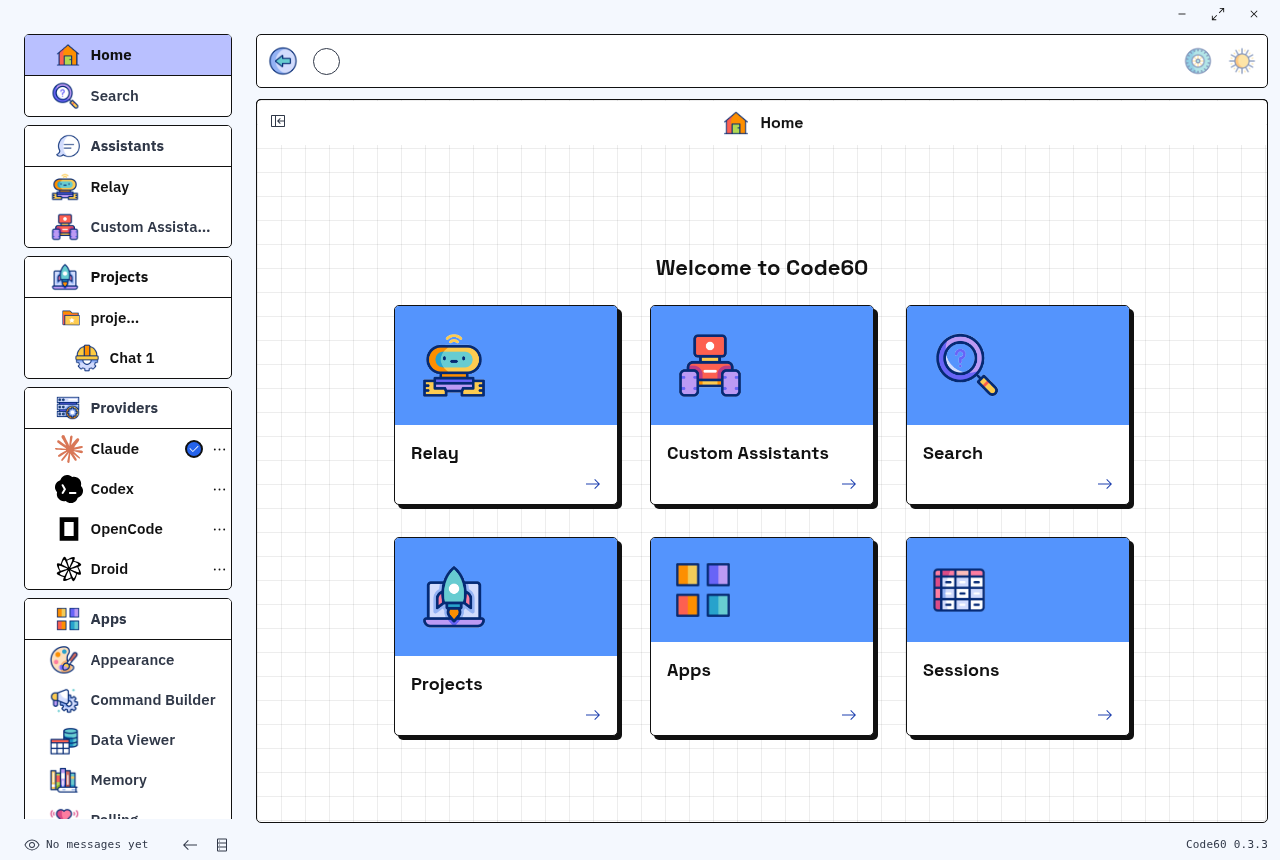 Home
Search
Assistants
Relay
Custom Assista...
Projects
proje...
Chat 1
Providers
Claude
Codex
OpenCode
Droid
Apps
Appearance
Command Builder
Data Viewer
Memory
No messages yet
Home
Welcome to Code60
Relay
Custom Assistants
Search
Projects
Apps
Sessions
Code60 0.3.3